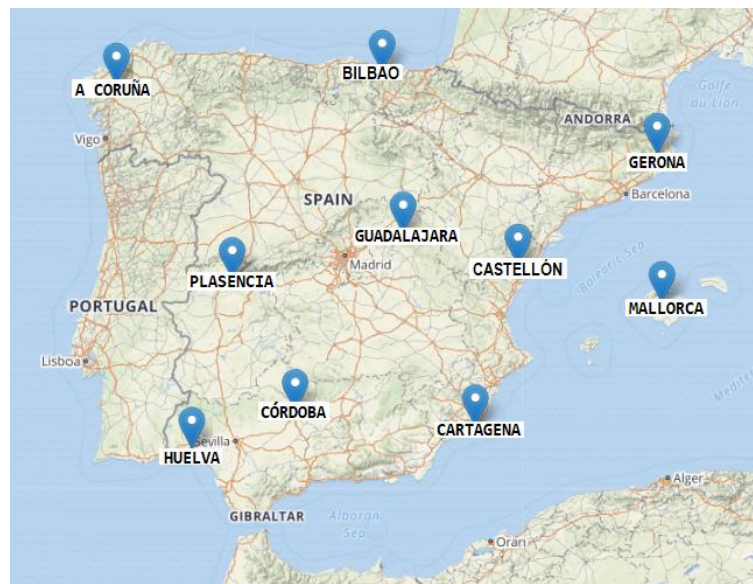 A CORUÑA
BILBAO
Golfe
du Lion
ANDORRA
Vigo
GERONA
Barcelona
SPAIN
GUADALAJARA
Madrid
CASTELLÓN
Balearic Sea
PLASENCIA
MALLORCA
PORTUGAL
Lisboa
CÓRDOBA
CARTAGENA
Sevilla
HUELVA
Alger
GIBRALTAR
Alboran
Sea
Oran